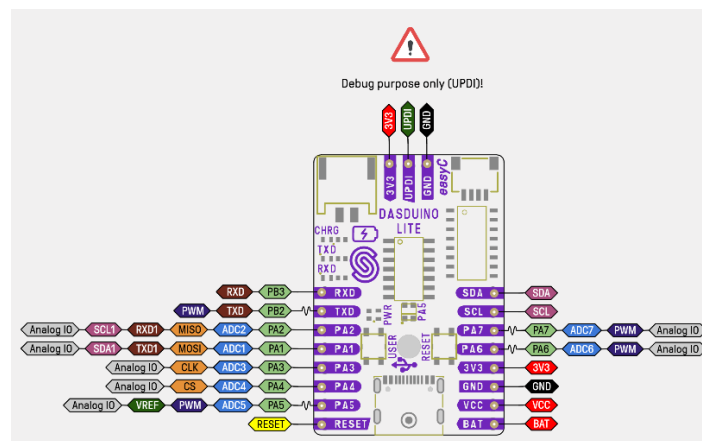 Debug purpose only (UPDI)!
3V3 UPDI GND
3V3 UPDI GND easyC
DASDUINO
LITE
CHRG
TXD
RXD
RXD PB3 RXD SDA SDA
PWM TXD PB2 TXD SCL SCL
PWR PA5
Analog IO SCL1 RXD1 MISO ADC2 PA2 PA2 PA7 PA7 ADC7 PWM Analog IO
Analog IO SDA1 TXD1 MOSI ADC1 PA1 PA1 USER RESET PA6 PA6 ADC6 PWM Analog IO
Analog IO CLK ADC3 PA3 PA3 3V3 3V3
Analog IO CS ADC4 PA4 PA4 GND GND
Analog IO VREF PWM ADC5 PA5 PA5 VCC VCC
RESET RESET BAT BAT